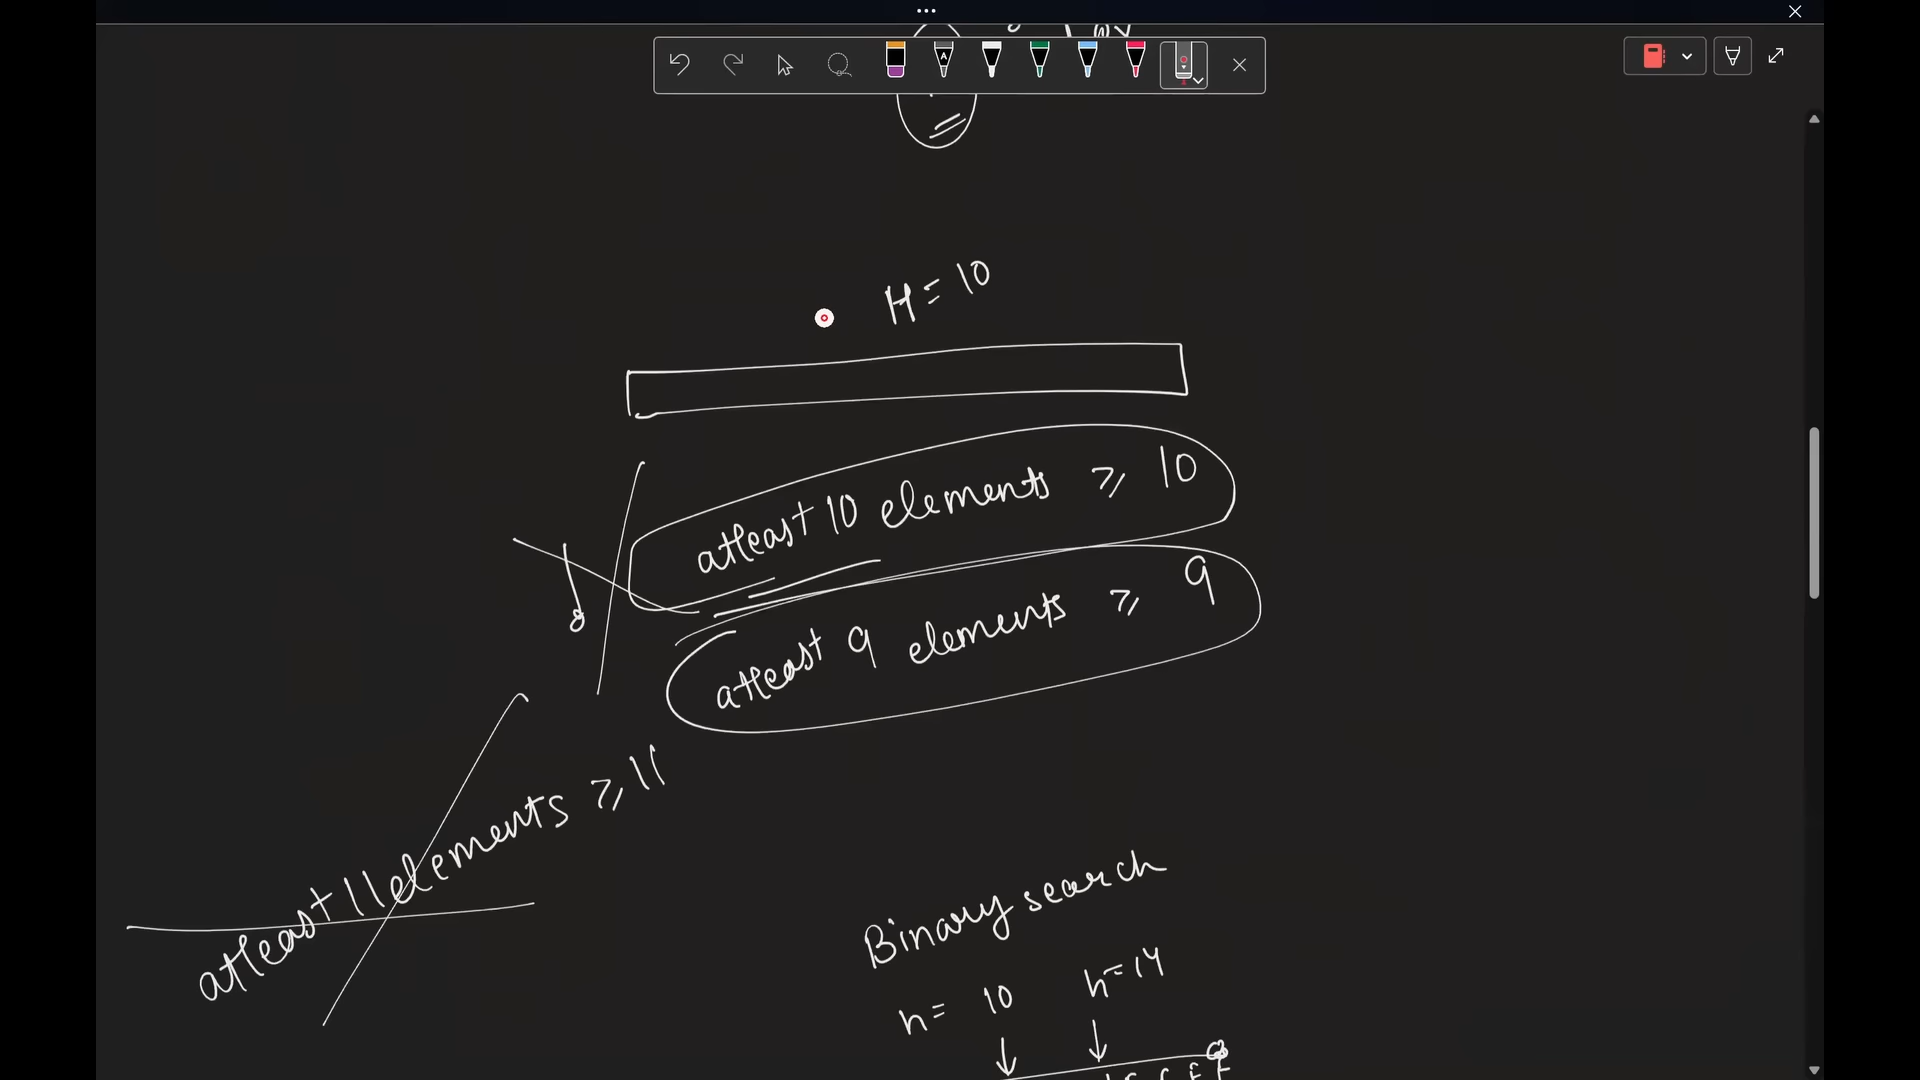 H = 10
atleast 10 elements ≥ 10
atleast 9 elements ≥ 9
atleast 11 elements ≥ 11
Binary search
h = 10 h = 14